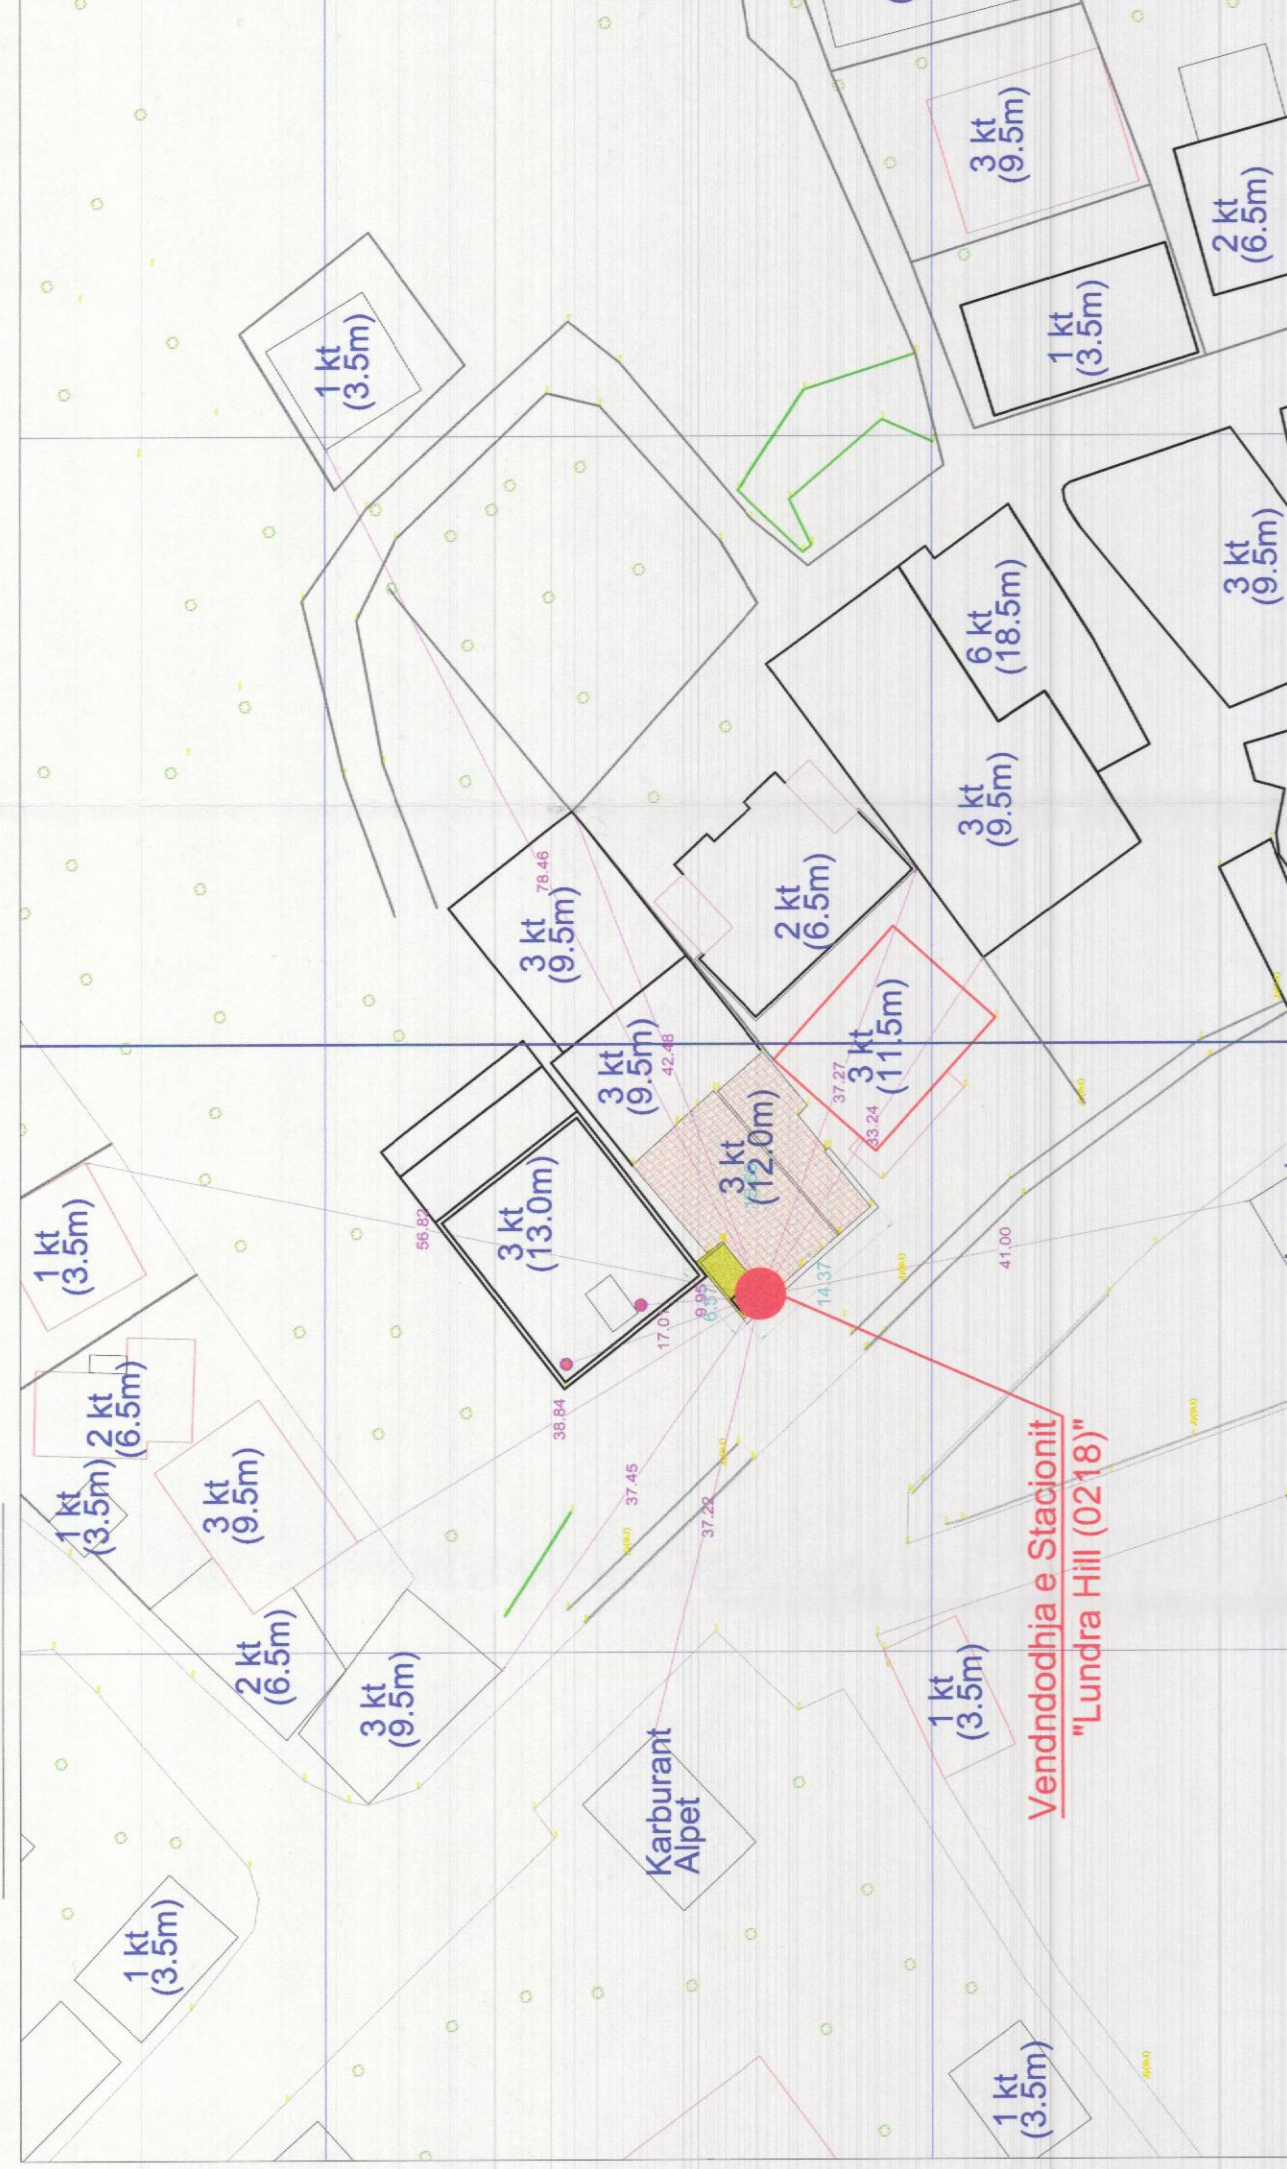 1 kt
(3.5m)
2 kt
(6.5m)
1 kt
(3.5m)
3 kt
(9.5m)
2 kt
(6.5m)
3 kt
(9.5m)
1 kt
(3.5m)
1 kt
(3.5m)
3 kt
(9.5m)
3 kt
(9.5m)
3 kt
(13.0m)
3 kt
(12.0m)
3 kt
(11.5m)
2 kt
(6.5m)
3 kt
(9.5m)
6 kt
(18.5m)
3 kt
(9.5m)
1 kt
(3.5m)
3 kt
(9.5m)
2 kt
(6.5m)
1 kt
(3.5m)
1 kt
(3.5m)
Karburant
Alpet
78.46
42.48
56.82
37.27
33.24
41.00
14.37
9.95
38.84
37.45
37.22
Vendndodhja e Stacionit
"Lundra Hill (0218)"